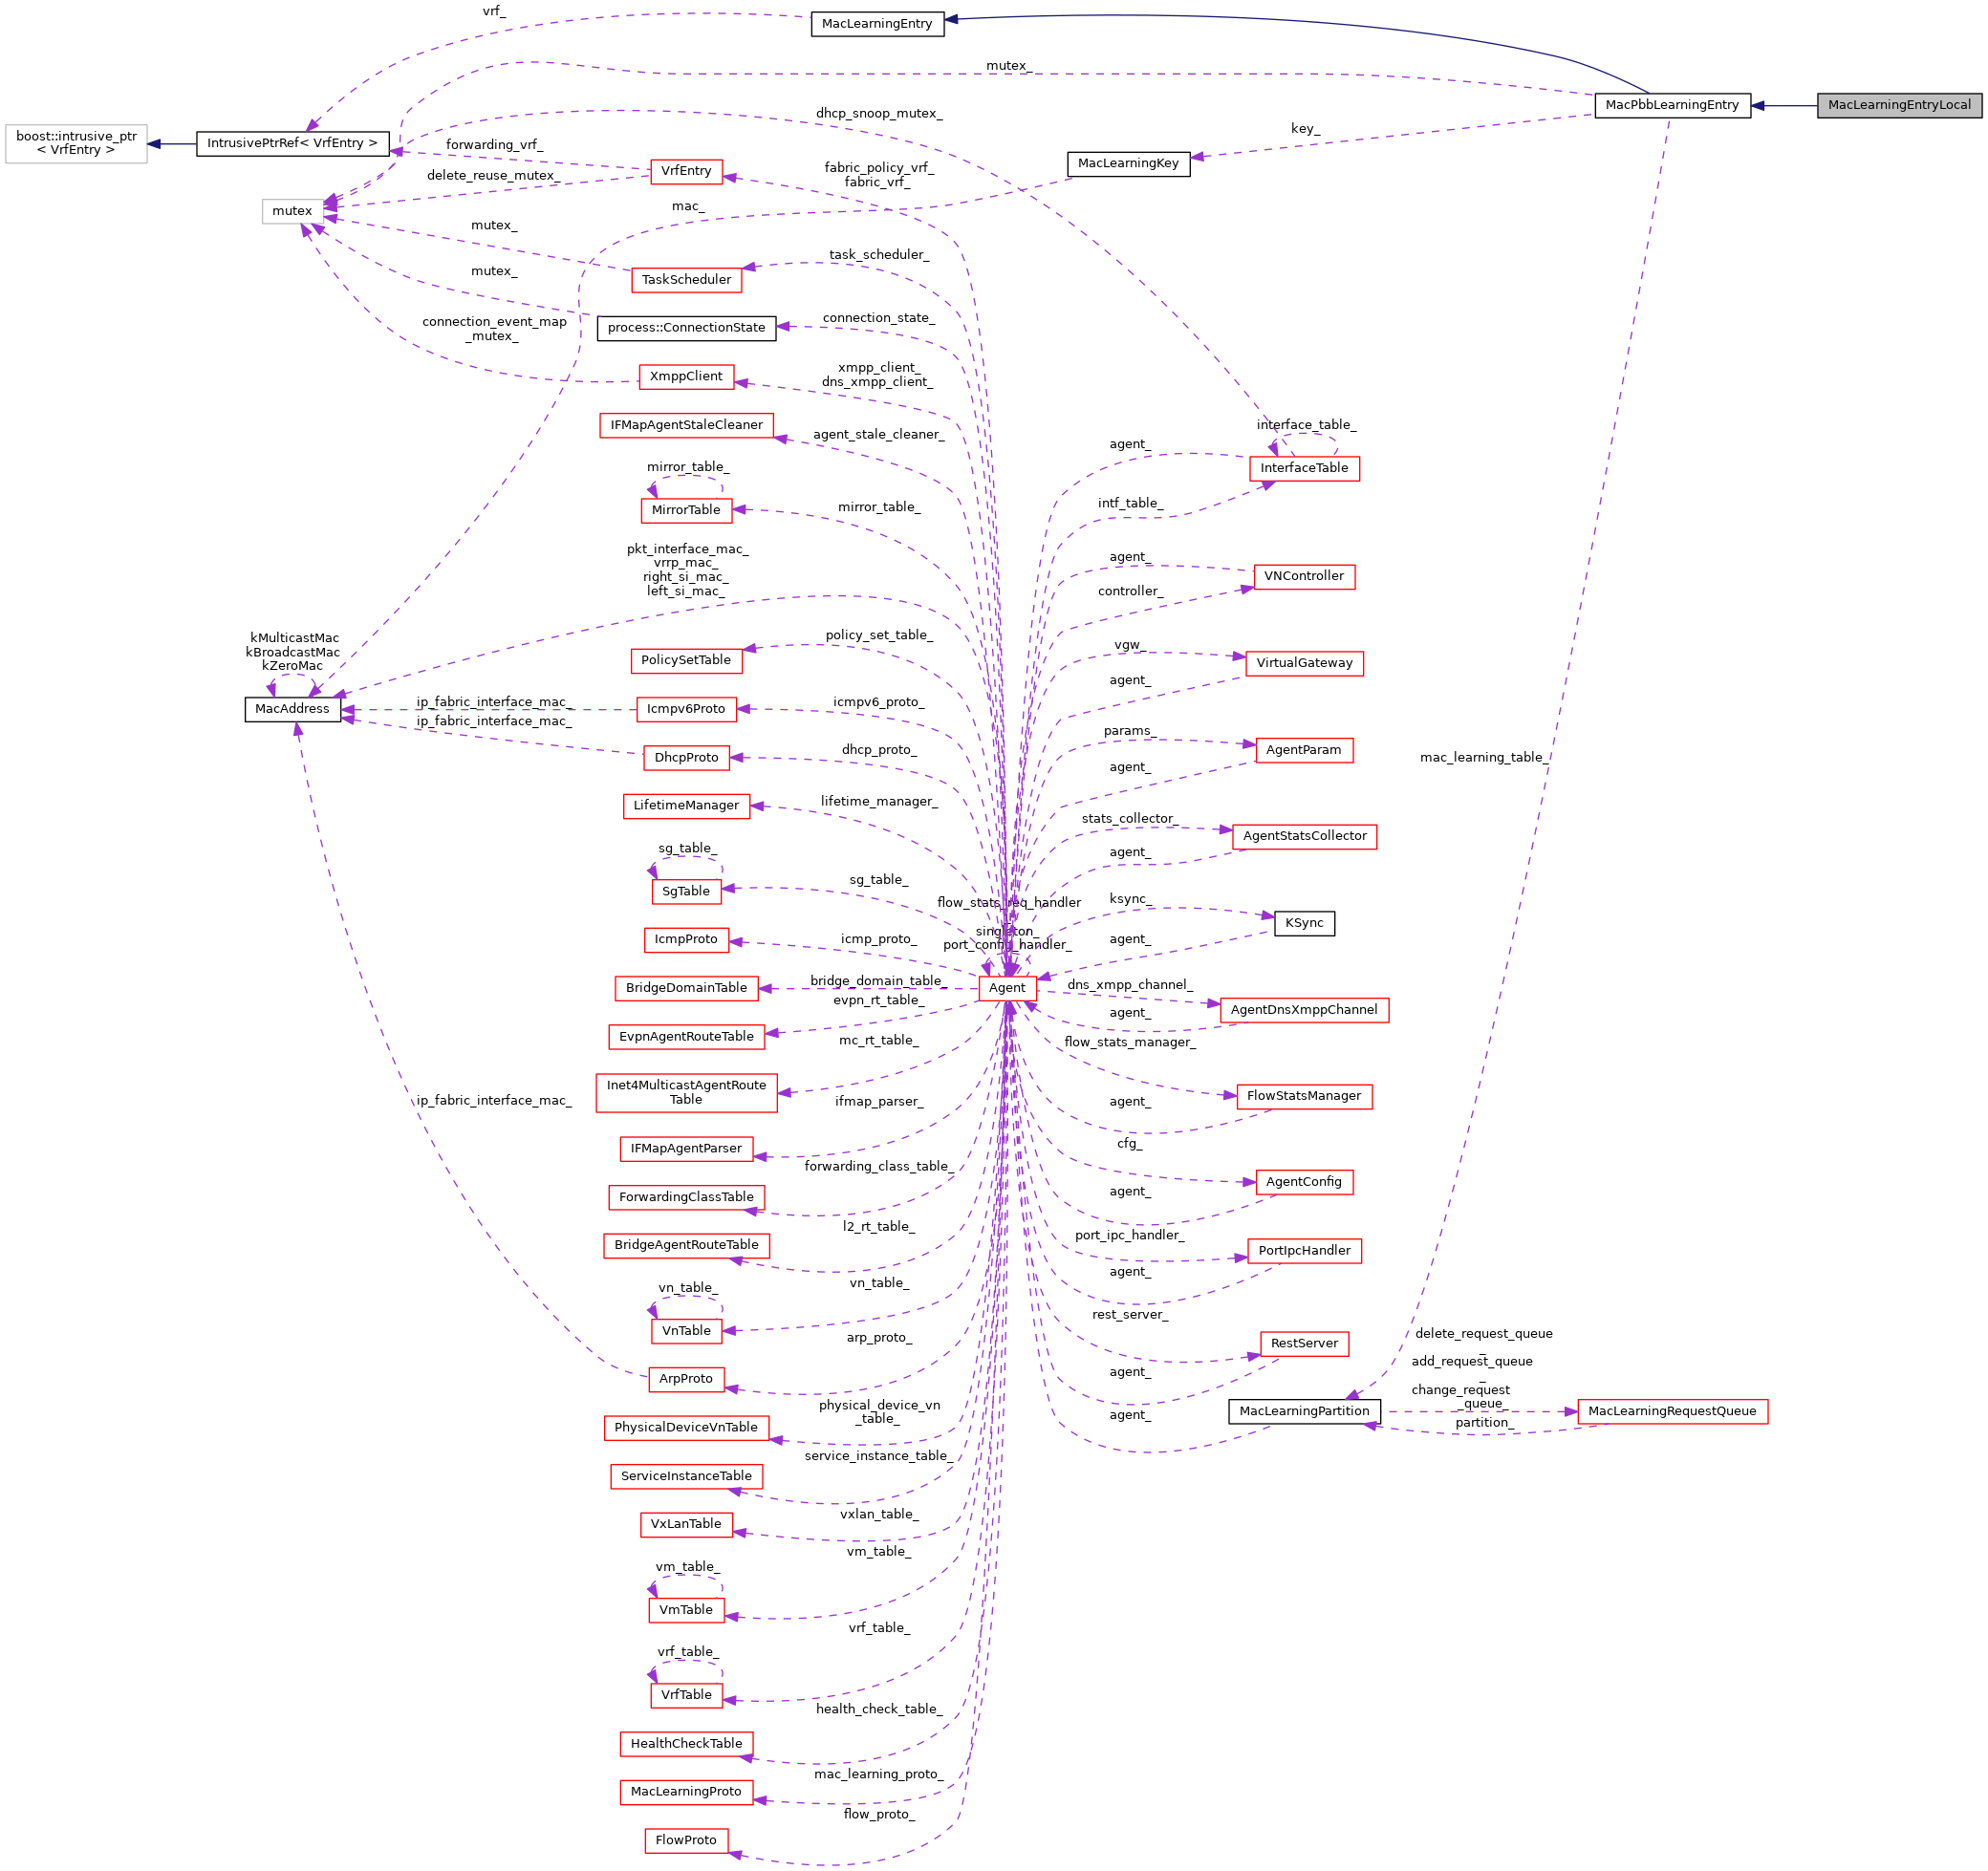 vrf_
MacLearningEntry
mutex_
MacPbbLearningEntry
MacLearningEntryLocal
dhcp_snoop_mutex_
key_
boost::intrusive_ptr
< VrfEntry >
IntrusivePtrRef< VrfEntry >
forwarding_vrf_
MacLearningKey
VrfEntry
fabric_policy_vrf_
fabric_vrf_
delete_reuse_mutex_
mutex
mac_
mutex_
task_scheduler_
TaskScheduler
mutex_
connection_event_map
_mutex_
connection_state_
process::ConnectionState
xmpp_client_
dns_xmpp_client_
XmppClient
IFMapAgentStaleCleaner
agent_stale_cleaner_
interface_table_
agent_
InterfaceTable
mirror_table_
MirrorTable
mirror_table_
intf_table_
pkt_interface_mac_
vrrp_mac_
right_si_mac_
left_si_mac_
agent_
VNController
controller_
kMulticastMac
kBroadcastMac
kZeroMac
policy_set_table_
PolicySetTable
vgw_
VirtualGateway
agent_
MacAddress
ip_fabric_interface_mac_
Icmpv6Proto
icmpv6_proto_
ip_fabric_interface_mac_
params_
AgentParam
mac_learning_table_
DhcpProto
dhcp_proto_
agent_
LifetimeManager
lifetime_manager_
stats_collector_
AgentStatsCollector
sg_table_
agent_
SgTable
sg_table_
flow_stats_req_handler
_
singleton_
port_config_handler_
ksync_
KSync
IcmpProto
icmp_proto_
agent_
BridgeDomainTable
bridge_domain_table_
Agent
dns_xmpp_channel_
evpn_rt_table_
AgentDnsXmppChannel
agent_
EvpnAgentRouteTable
mc_rt_table_
flow_stats_manager_
Inet4MulticastAgentRoute
Table
FlowStatsManager
ip_fabric_interface_mac_
ifmap_parser_
agent_
IFMapAgentParser
cfg_
forwarding_class_table_
AgentConfig
ForwardingClassTable
agent_
l2_rt_table_
port_ipc_handler_
BridgeAgentRouteTable
PortIpcHandler
agent_
vn_table_
vn_table_
rest_server_
VnTable
arp_proto_
RestServer
delete_request_queue
_
add_request_queue
_
change_request
_queue_
agent_
ArpProto
physical_device_vn
_table_
agent_
MacLearningPartition
MacLearningRequestQueue
partition_
PhysicalDeviceVnTable
service_instance_table_
ServiceInstanceTable
vxlan_table_
VxLanTable
vm_table_
vm_table_
VmTable
vrf_table_
vrf_table_
VrfTable
health_check_table_
HealthCheckTable
mac_learning_proto_
MacLearningProto
flow_proto_
FlowProto